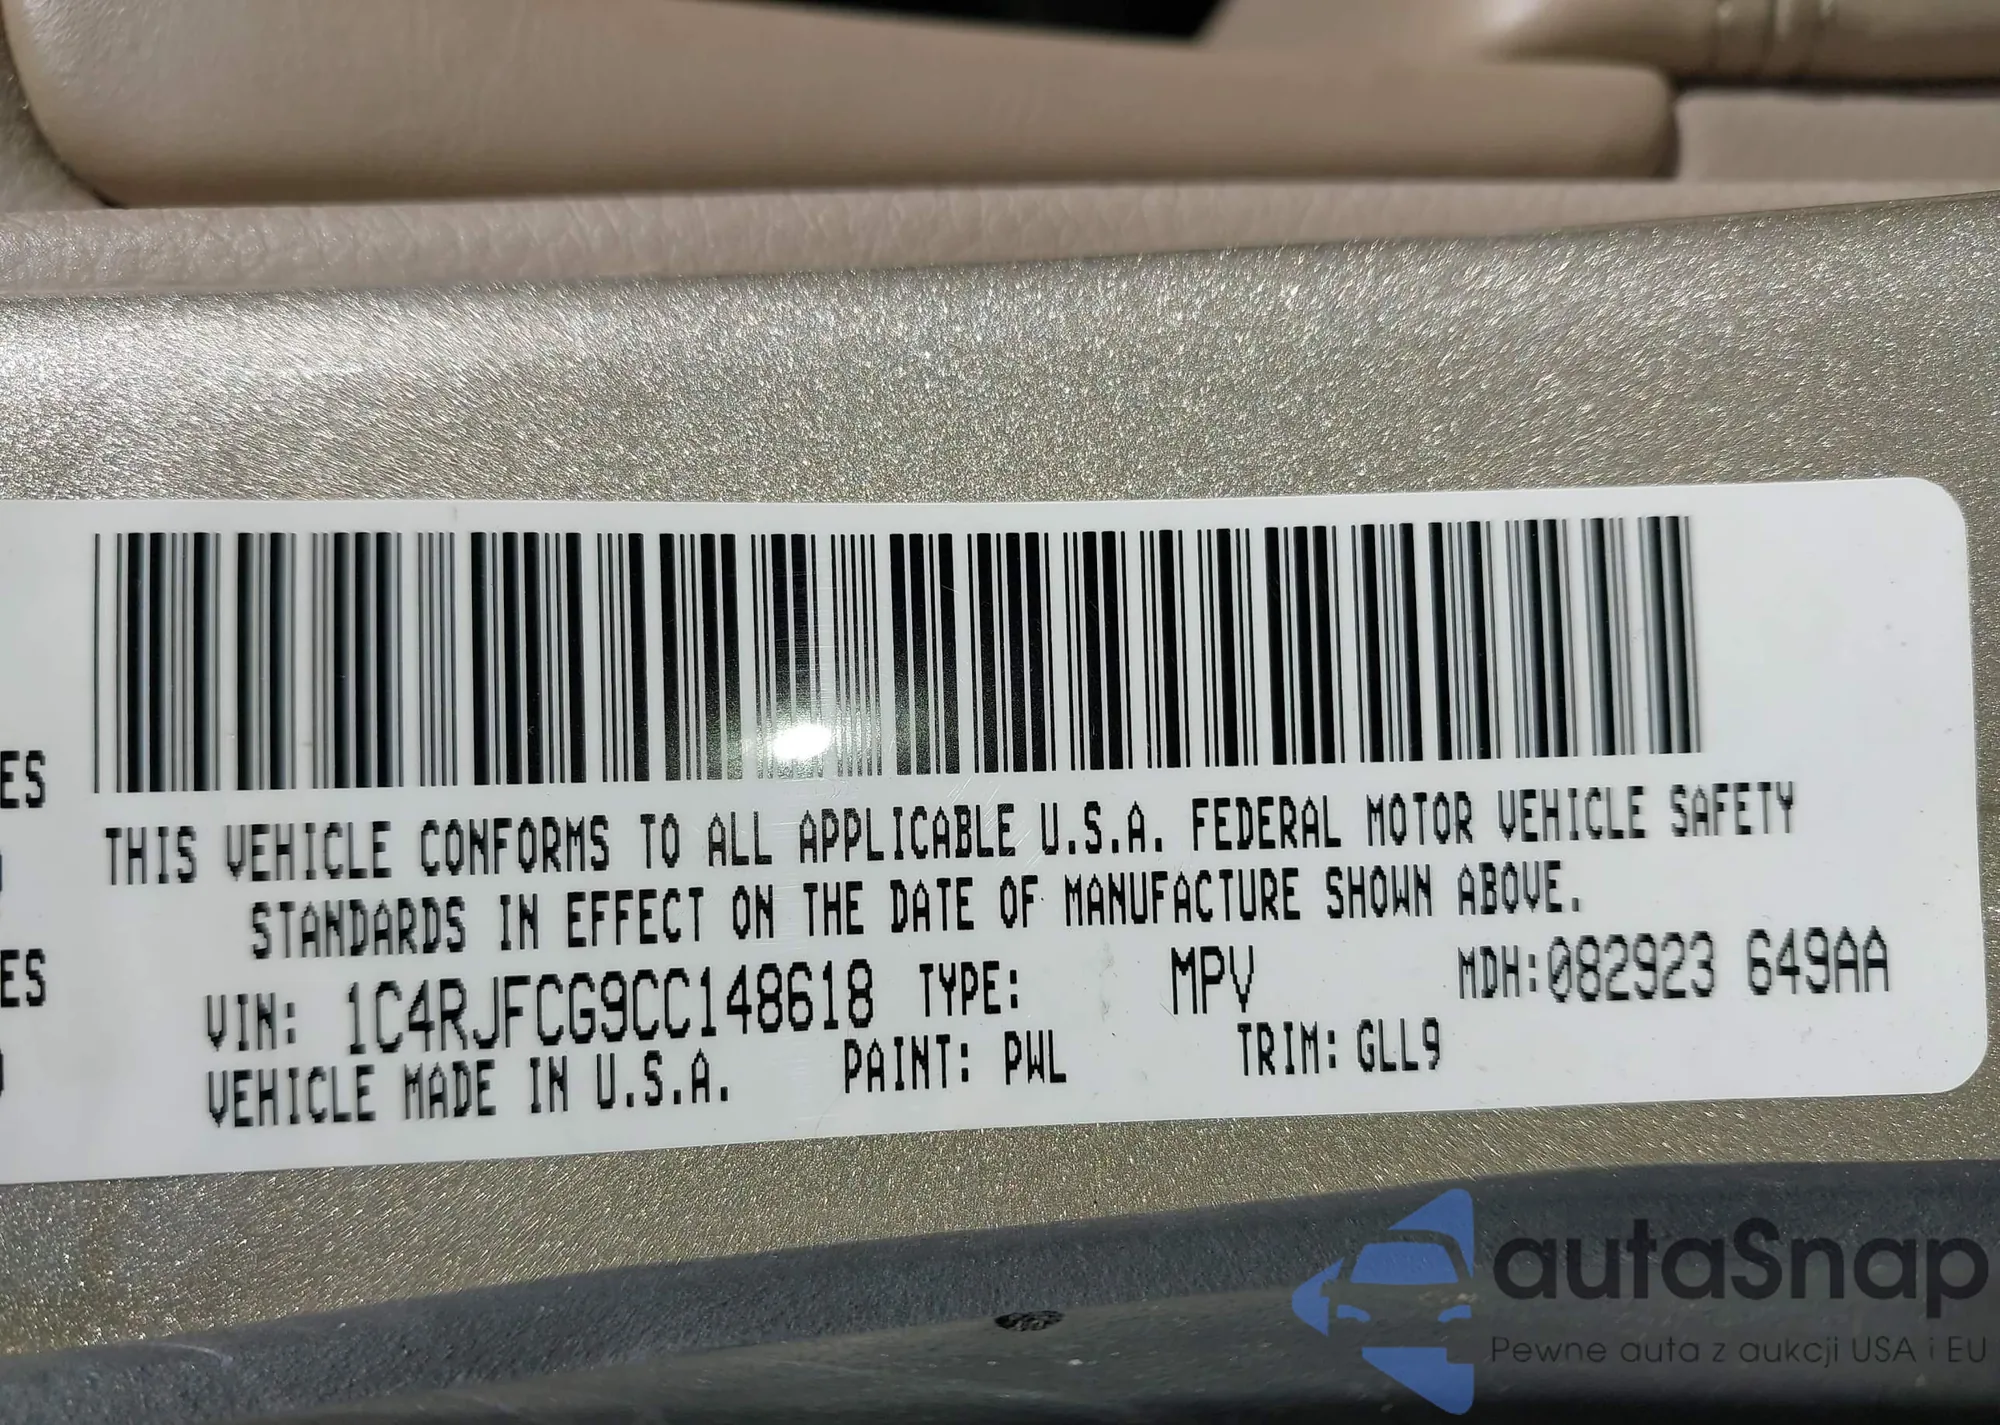 ES
THIS VEHICLE CONFORMS TO ALL APPLICABLE U.S.A. FEDERAL MOTOR VEHICLE SAFETY
STANDARDS IN EFFECT ON THE DATE OF MANUFACTURE SHOWN ABOVE.
ES
VIN: 1C4RJFCG9CC148618 TYPE: MPV MDH:082923 649AA
VEHICLE MADE IN U.S.A. PAINT: PWL TRIM: GLL9
autaSnap
Pewne auta z aukcji USA i EU